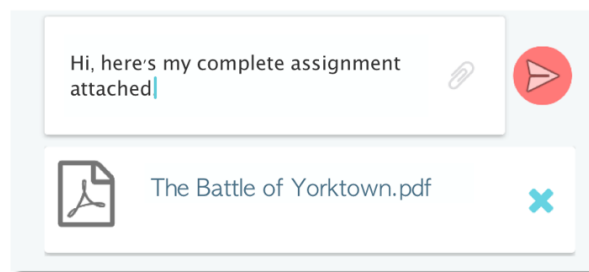 Hi, here's my complete assignment
attached
The Battle of Yorktown.pdf